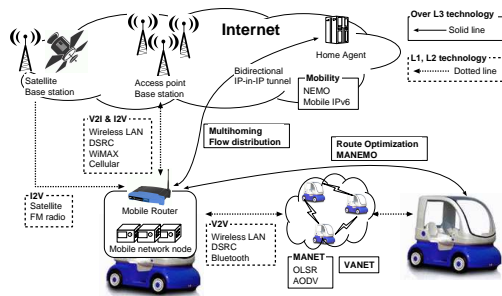 Internet
Over L3 technology
Solid line
L1, L2 technology
Dotted line
Home Agent
Satellite
Base station
Access point
Base station
Bidirectional
IP-in-IP tunnel
Mobility
NEMO
Mobile IPv6
V2I & I2V
Wireless LAN
DSRC
WiMAX
Cellular
Multihoming
Flow distribution
Route Optimization
MANEMO
I2V
Satellite
FM radio
Mobile Router
Mobile network node
V2V
Wireless LAN
DSRC
Bluetooth
MANET
OLSR
AODV
VANET